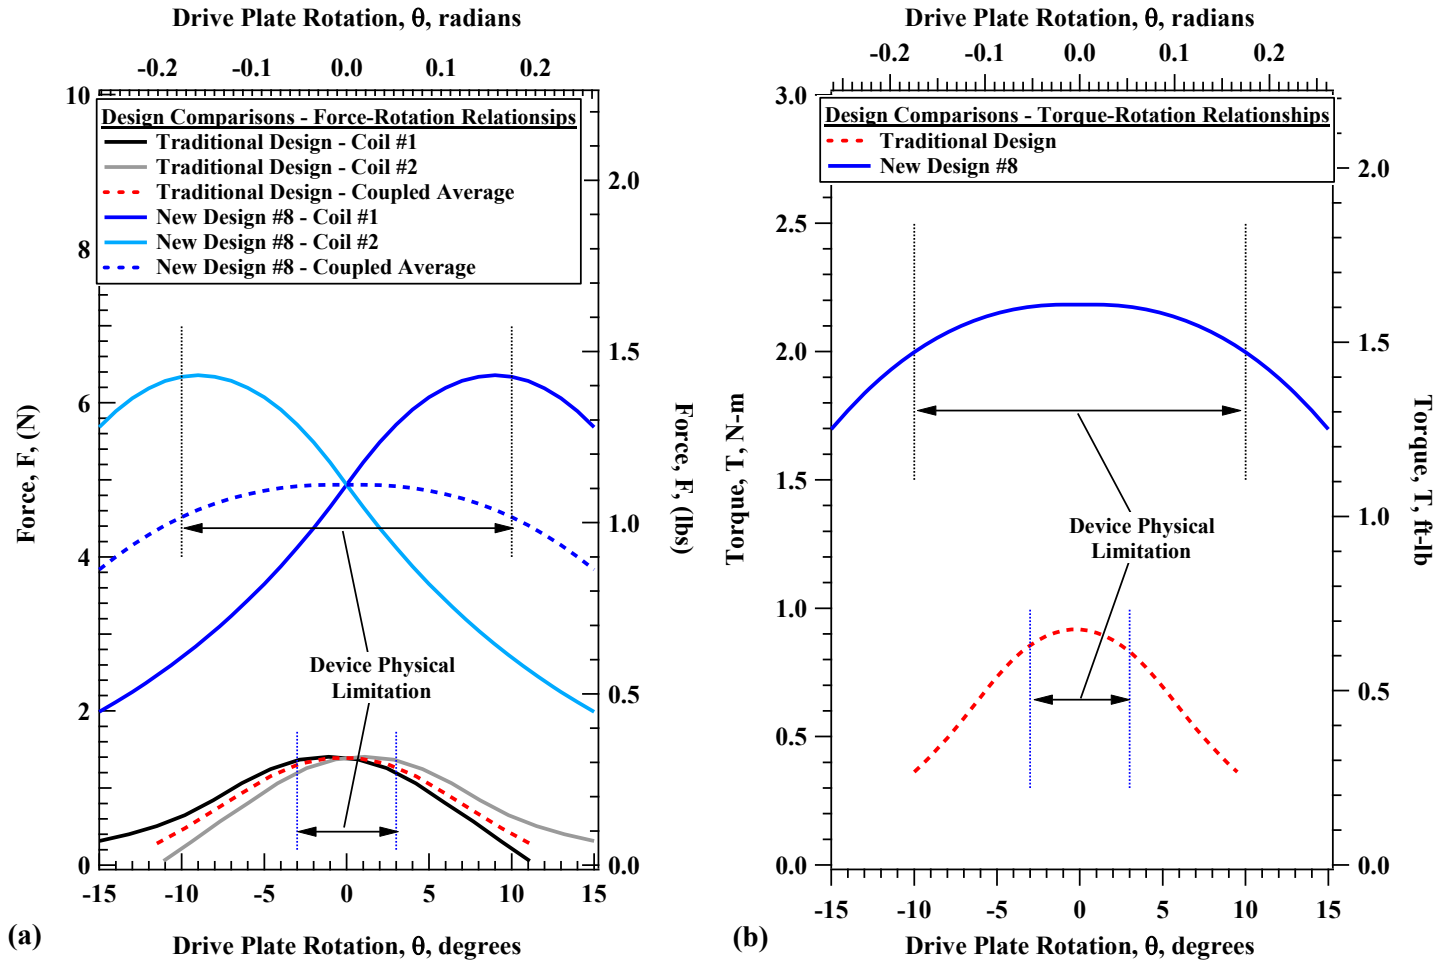 Drive Plate Rotation, θ, radians
-0.2 -0.1 0.0 0.1 0.2
10
8
6
4
2
0
Force, F, (N)
Design Comparisons - Force-Rotation Relationsips
Traditional Design - Coil #1
Traditional Design - Coil #2
Traditional Design - Coupled Average
New Design #8 - Coil #1
New Design #8 - Coil #2
New Design #8 - Coupled Average
Device Physical
Limitation
2.0
1.5
1.0
0.5
0.0
Force, F, (lbs)
-15 -10 -5 0 5 10 15
Drive Plate Rotation, θ, degrees
(a)
Drive Plate Rotation, θ, radians
-0.2 -0.1 0.0 0.1 0.2
3.0
2.5
2.0
1.5
1.0
0.5
0.0
Torque, T, N-m
Design Comparisons - Torque-Rotation Relationships
Traditional Design
New Design #8
Device Physical
Limitation
2.0
1.5
1.0
0.5
0.0
Torque, T, ft-lb
-15 -10 -5 0 5 10 15
Drive Plate Rotation, θ, degrees
(b)